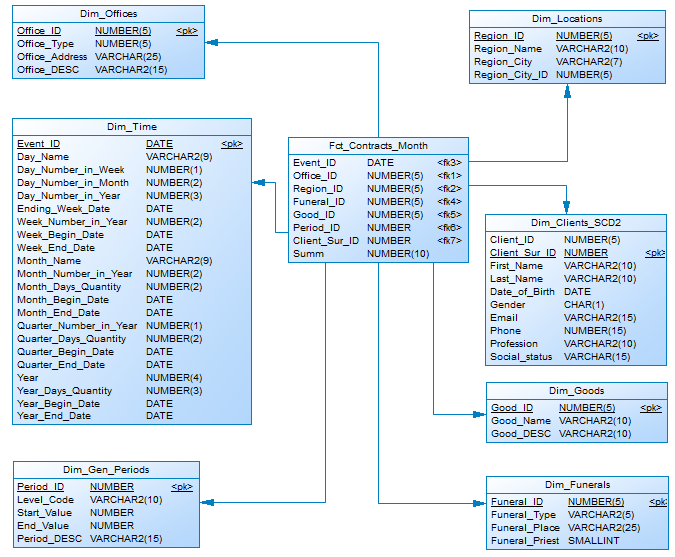 Dim_Offices
Office_ID NUMBER(5) <pk>
Office_Type NUMBER(5)
Office_Address VARCHAR2(25)
Office_DESC VARCHAR2(15)
Dim_Locations
Region_ID NUMBER(5) <pk>
Region_Name VARCHAR2(10)
Region_City VARCHAR2(7)
Region_City_ID NUMBER(5)
Dim_Time
Event_ID DATE <pk>
Day_Name VARCHAR2(9)
Day_Number_in_Week NUMBER(1)
Day_Number_in_Month NUMBER(2)
Day_Number_in_Year NUMBER(3)
Ending_Week_Date DATE
Week_Number_in_Year NUMBER(2)
Week_Begin_Date DATE
Week_End_Date DATE
Month_Name VARCHAR2(9)
Month_Number_in_Year NUMBER(2)
Month_Days_Quantity NUMBER(2)
Month_Begin_Date DATE
Month_End_Date DATE
Quarter_Number_in_Year NUMBER(1)
Quarter_Days_Quantity NUMBER(2)
Quarter_Begin_Date DATE
Quarter_End_Date DATE
Year NUMBER(4)
Year_Days_Quantity NUMBER(3)
Year_Begin_Date DATE
Year_End_Date DATE
Fct_Contracts_Month
Event_ID DATE <fk3>
Office_ID NUMBER(5) <fk1>
Region_ID NUMBER(5) <fk2>
Funeral_ID NUMBER(5) <fk4>
Good_ID NUMBER(5) <fk5>
Period_ID NUMBER <fk6>
Client_Sur_ID NUMBER <fk7>
Summ NUMBER(10)
Dim_Clients_SCD2
Client_ID NUMBER(5)
Client_Sur_ID NUMBER <pk
First_Name VARCHAR2(10)
Last_Name VARCHAR2(10)
Date_of_Birth DATE
Gender CHAR(1)
Email VARCHAR2(15)
Phone NUMBER(15)
Profession VARCHAR2(10)
Social_status VARCHAR(15)
Dim_Goods
Good_ID NUMBER(5) <pk>
Good_Name VARCHAR2(10)
Good_DESC VARCHAR2(10)
Dim_Gen_Periods
Period_ID NUMBER <pk>
Level_Code VARCHAR2(10)
Start_Value NUMBER
End_Value NUMBER
Period_DESC VARCHAR2(15)
Dim_Funerals
Funeral_ID NUMBER(5) <pk
Funeral_Type VARCHAR2(5)
Funeral_Place VARCHAR2(25)
Funeral_Priest SMALLINT